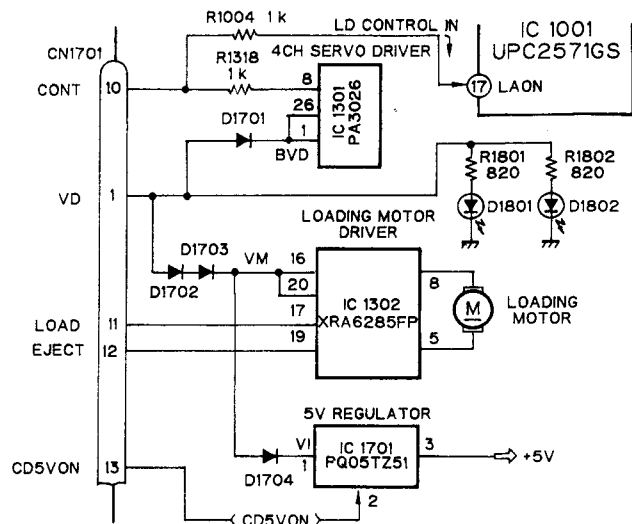 R1004 1k
LD CONTROL IN
IC 1001
UPC2571GS
CN1701
R1318
1k
4CH SERVO DRIVER
CONT
10
8
17
LAON
D1701
26
1
BVD
IC 1301
PA3026
R1801
820
R1802
820
VD
1
D1801
D1802
LOADING MOTOR
DRIVER
D1703
VM
D1702
16
20
17
19
IC 1302
XRA6285FP
8
5
M
LOADING
MOTOR
LOAD
11
EJECT
12
5V REGULATOR
VI
1
IC 1701
PQ05TZ51
3
+5V
CD5VON
13
D1704
2
(CD5VON)